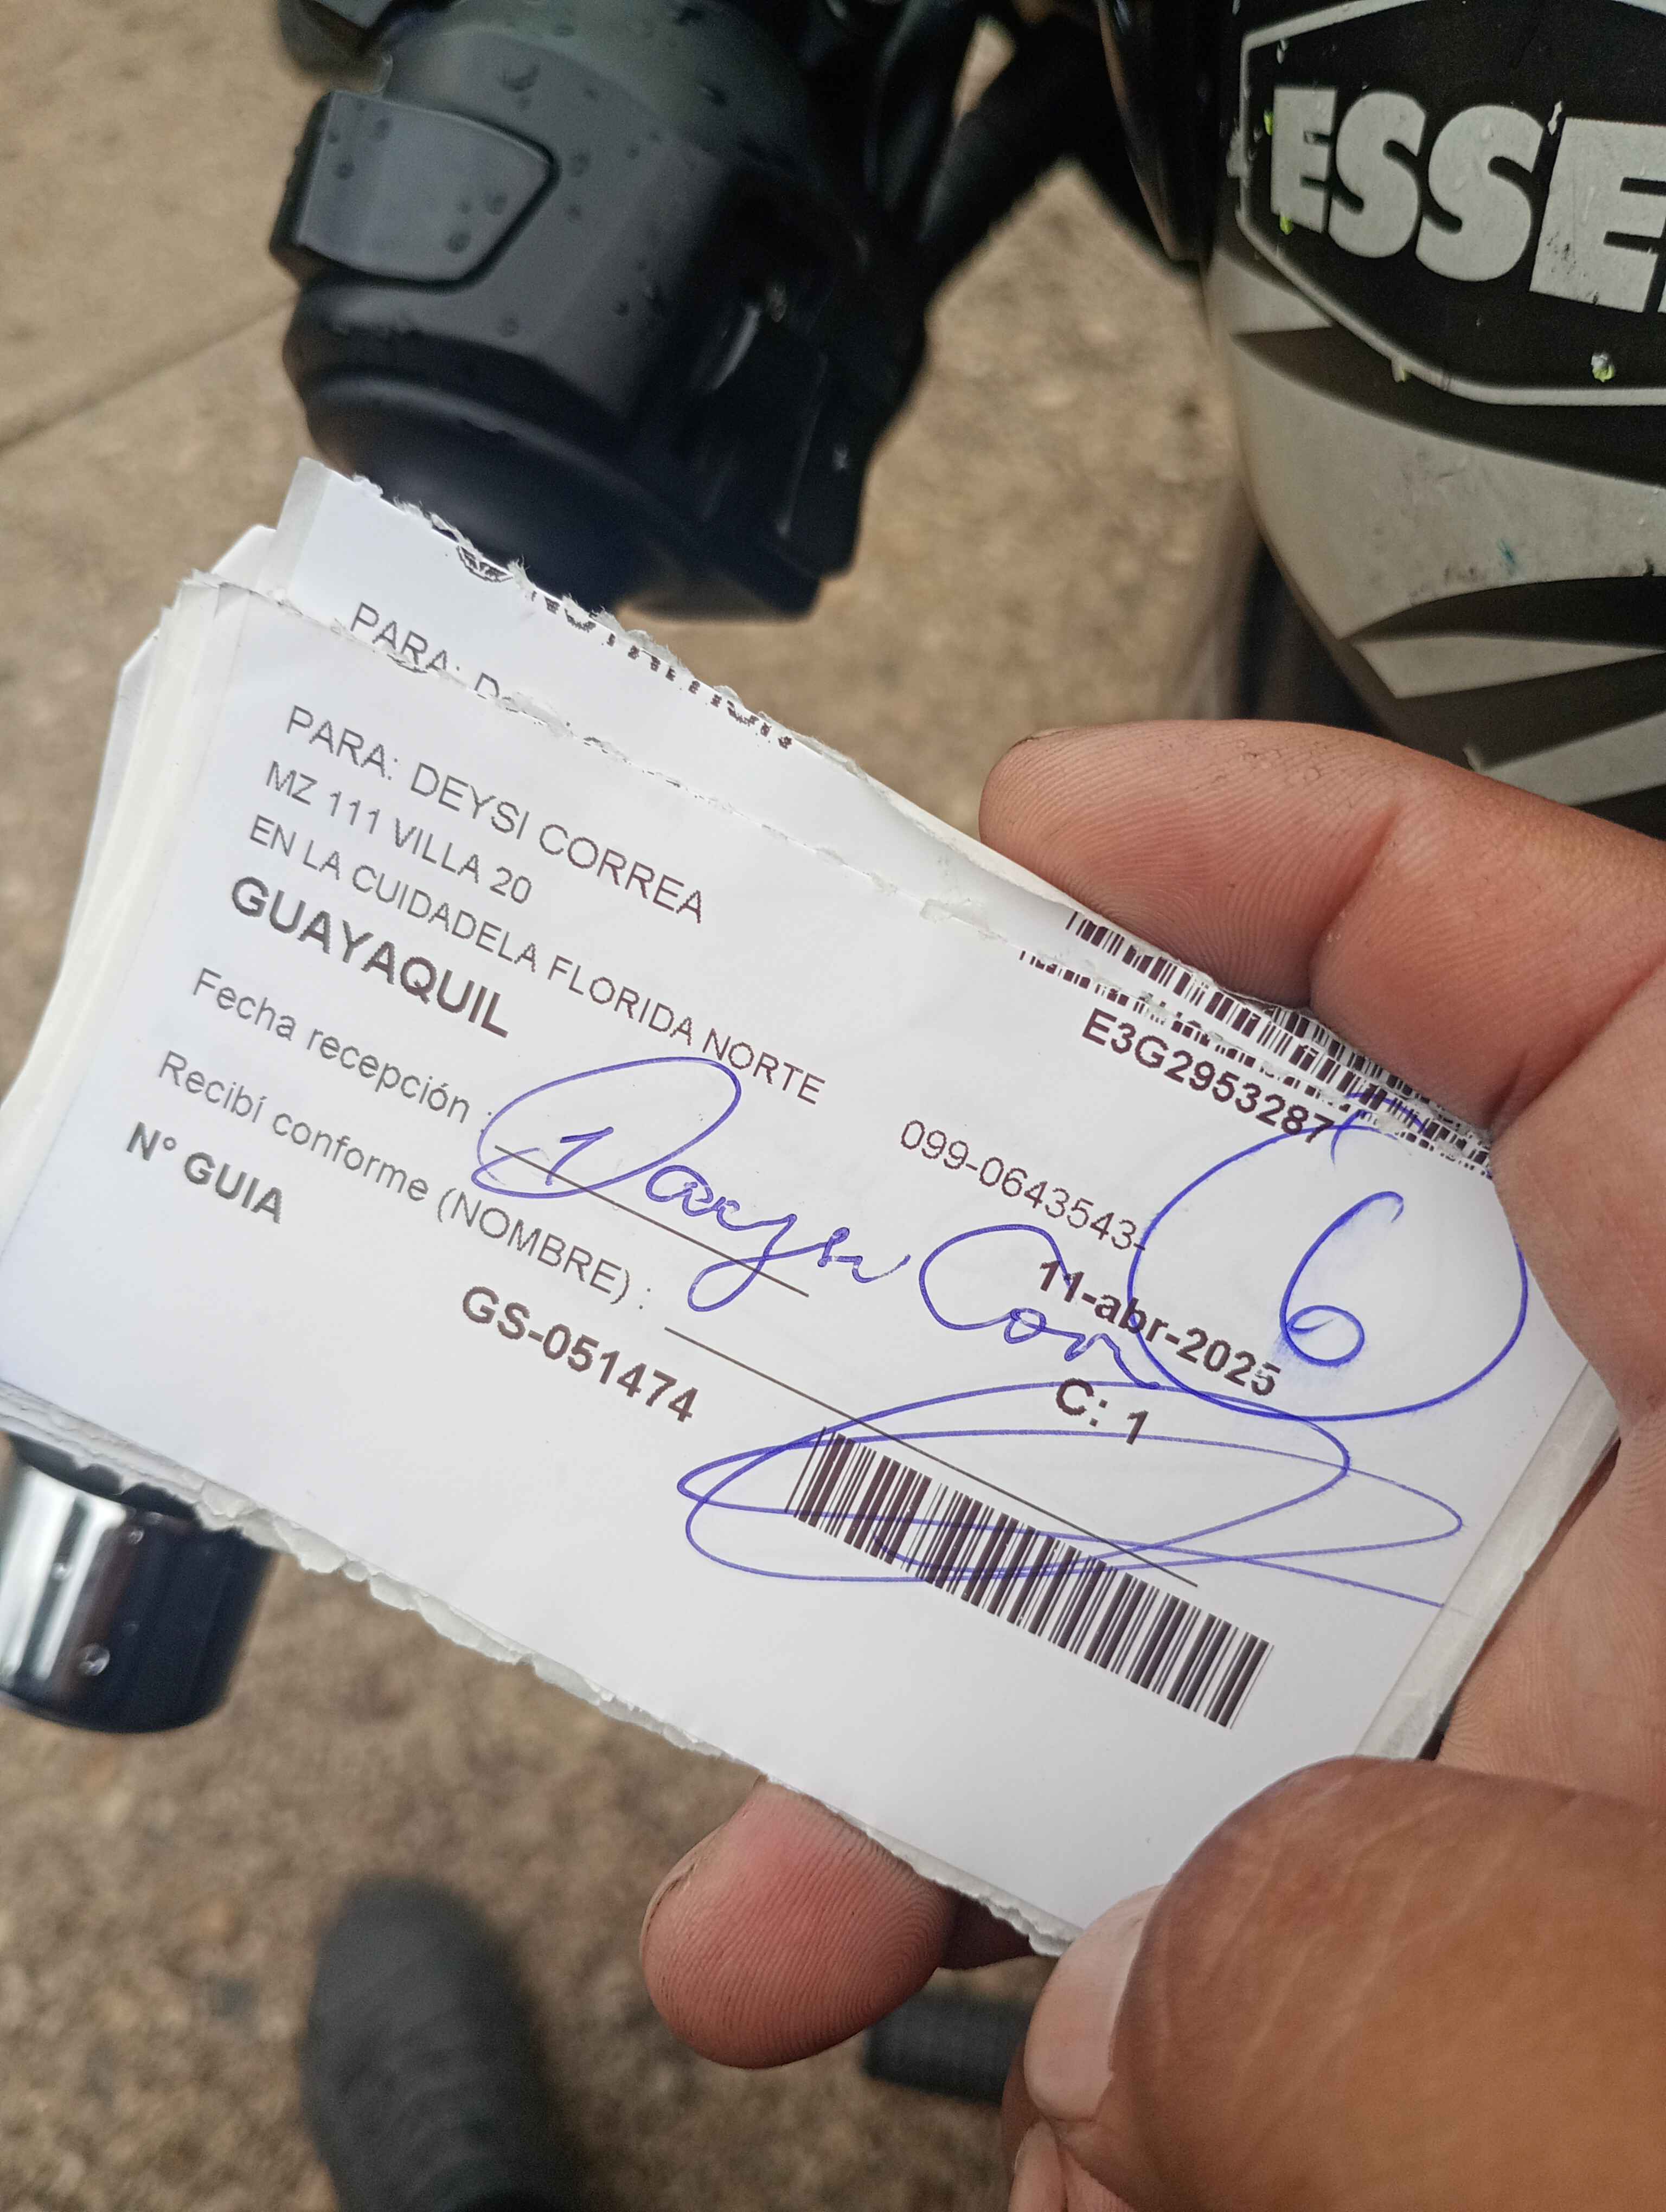 ESSE
PARA:
PARA: DEYSI CORREA
MZ 111 VILLA 20
EN LA CUIDADELA FLORIDA NORTE
GUAYAQUIL
E3G2953287
099-0643543-
Fecha recepción :
11-abr-2025
6
Recibí conforme (NOMBRE) :
C: 1
N° GUIA
GS-051474